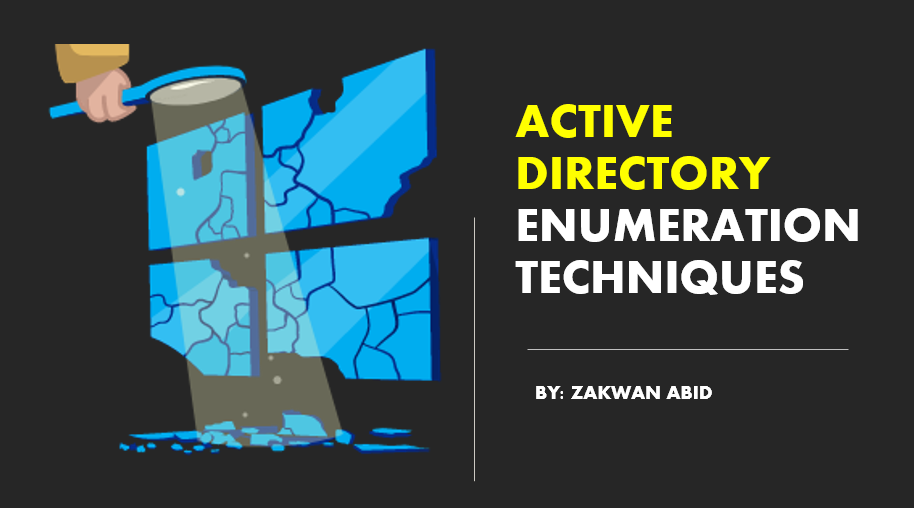 ACTIVE
DIRECTORY
ENUMERATION
TECHNIQUES
BY: ZAKWAN ABID